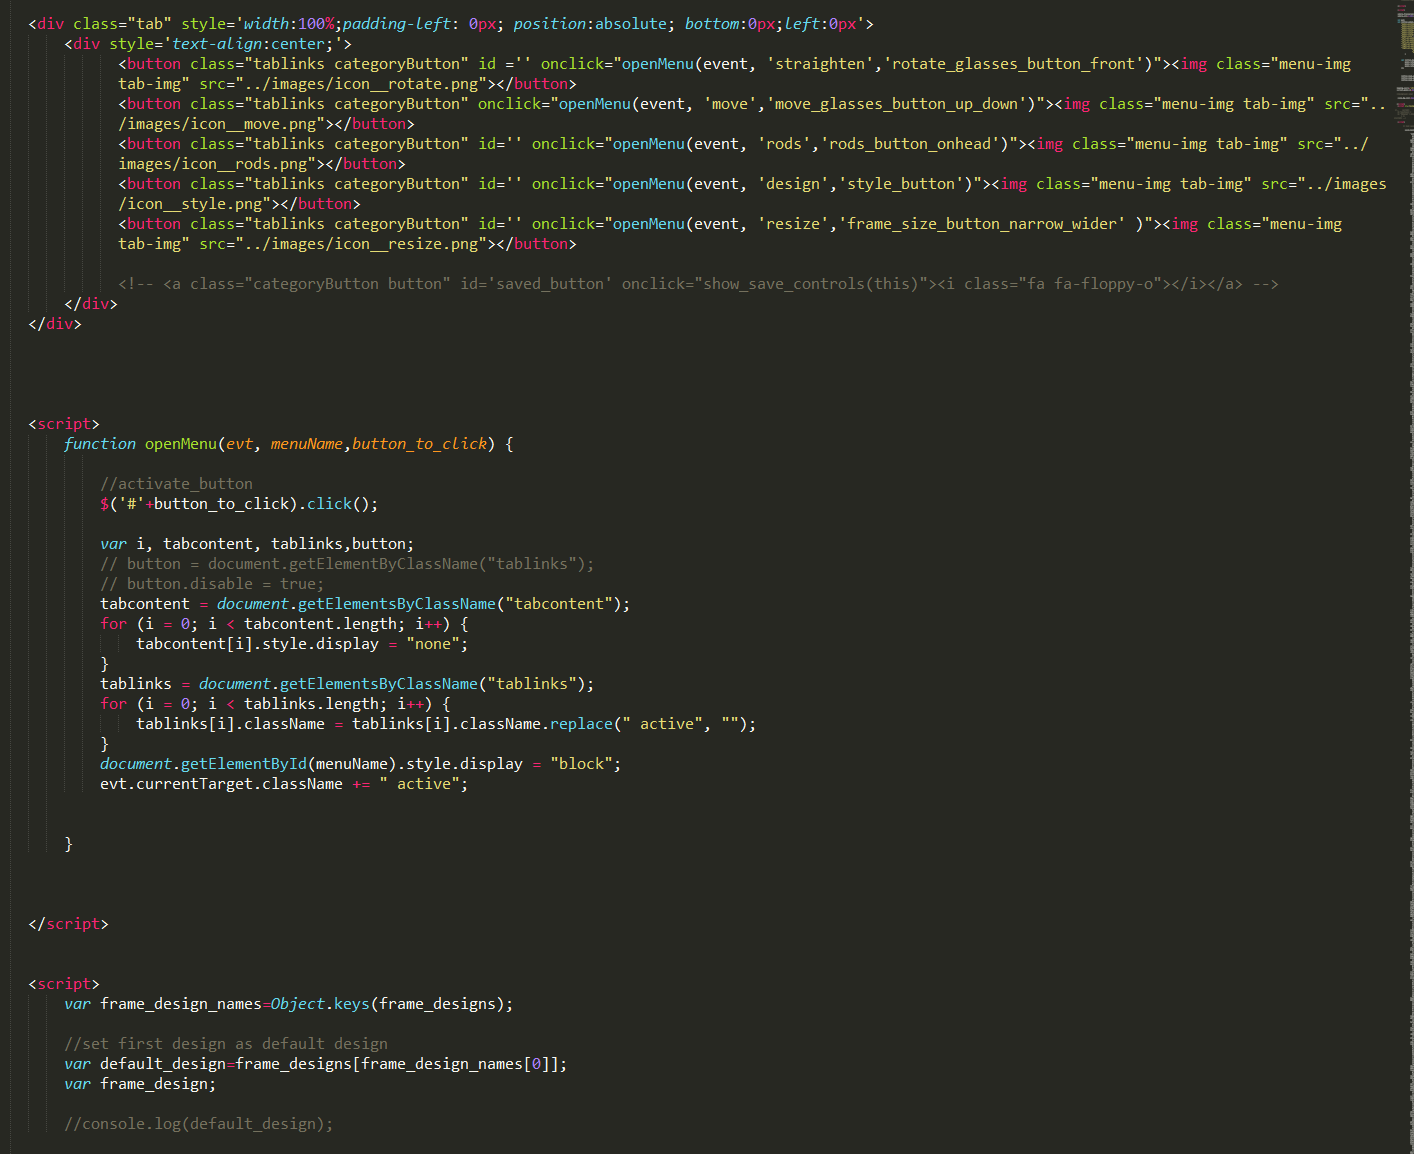 <div class="tab" style='width:100%;padding-left: 0px; position:absolute; bottom:0px;left:0px'>
<div style='text-align:center;'>
<button class="tablinks categoryButton" id ='' onclick="openMenu(event, 'straighten','rotate_glasses_button_front')"><img class="menu-img
tab-img" src="../images/icon__rotate.png"></button>
<button class="tablinks categoryButton" onclick="openMenu(event, 'move','move_glasses_button_up_down')"><img class="menu-img tab-img" src="..
/images/icon__move.png"></button>
<button class="tablinks categoryButton" id='' onclick="openMenu(event, 'rods','rods_button_onhead')"><img class="menu-img tab-img" src="../
images/icon__rods.png"></button>
<button class="tablinks categoryButton" id='' onclick="openMenu(event, 'design','style_button')"><img class="menu-img tab-img" src="../images
/icon__style.png"></button>
<button class="tablinks categoryButton" id='' onclick="openMenu(event, 'resize','frame_size_button_narrow_wider' )"><img class="menu-img
tab-img" src="../images/icon__resize.png"></button>
<!-- <a class="categoryButton button" id='saved_button' onclick="show_save_controls(this)"><i class="fa fa-floppy-o"></i></a> -->
</div>
</div>
<script>
function openMenu(evt, menuName,button_to_click) {
//activate_button
$('#'+button_to_click).click();
var i, tabcontent, tablinks,button;
// button = document.getElementByClassName("tablinks");
// button.disable = true;
tabcontent = document.getElementsByClassName("tabcontent");
for (i = 0; i < tabcontent.length; i++) {
tabcontent[i].style.display = "none";
}
tablinks = document.getElementsByClassName("tablinks");
for (i = 0; i < tablinks.length; i++) {
tablinks[i].className = tablinks[i].className.replace(" active", "");
}
document.getElementById(menuName).style.display = "block";
evt.currentTarget.className += " active";
}
</script>
<script>
var frame_design_names=Object.keys(frame_designs);
//set first design as default design
var default_design=frame_designs[frame_design_names[0]];
var frame_design;
//console.log(default_design);